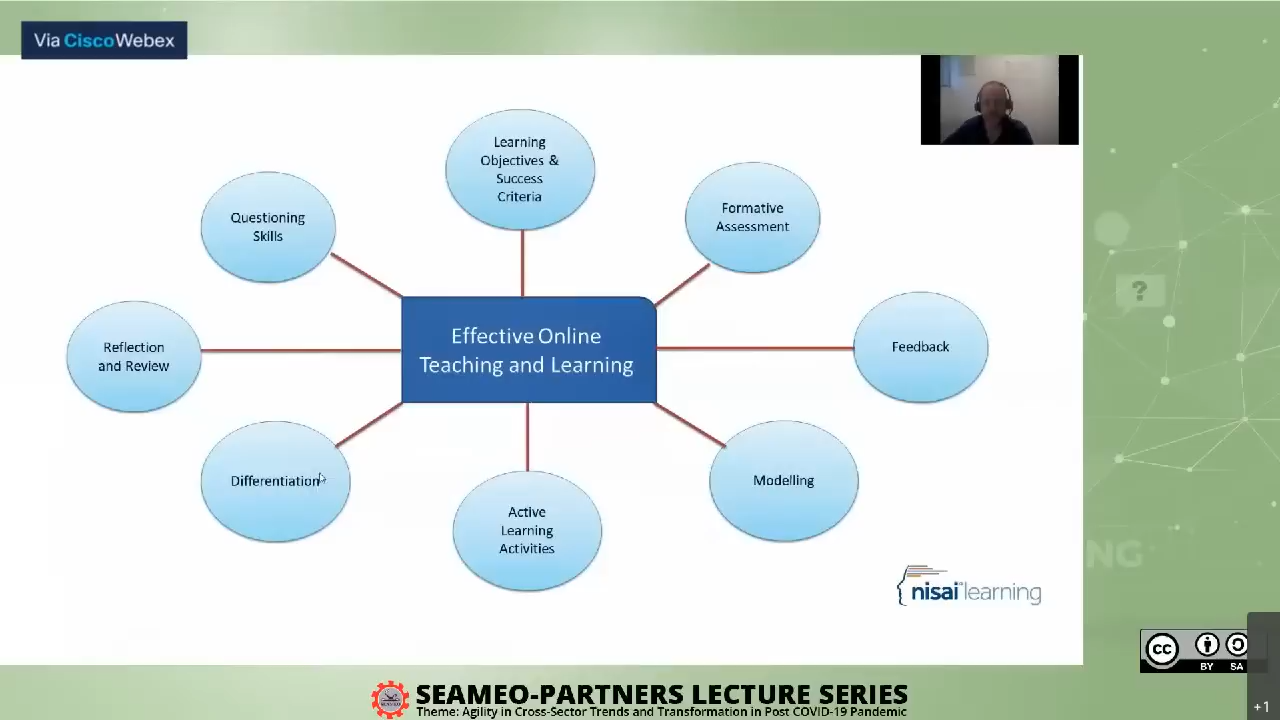 Via CiscoWebex
Learning
Objectives &
Success
Criteria
Questioning
Skills
Formative
Assessment
Effective Online
Teaching and Learning
Reflection
and Review
Feedback
Differentiation
Modelling
Active
Learning
Activities
nisai learning
?
NG
CC
BY SA
SEAMEO-PARTNERS LECTURE SERIES
Theme: Agility in Cross-Sector Trends and Transformation in Post COVID-19 Pandemic
+1